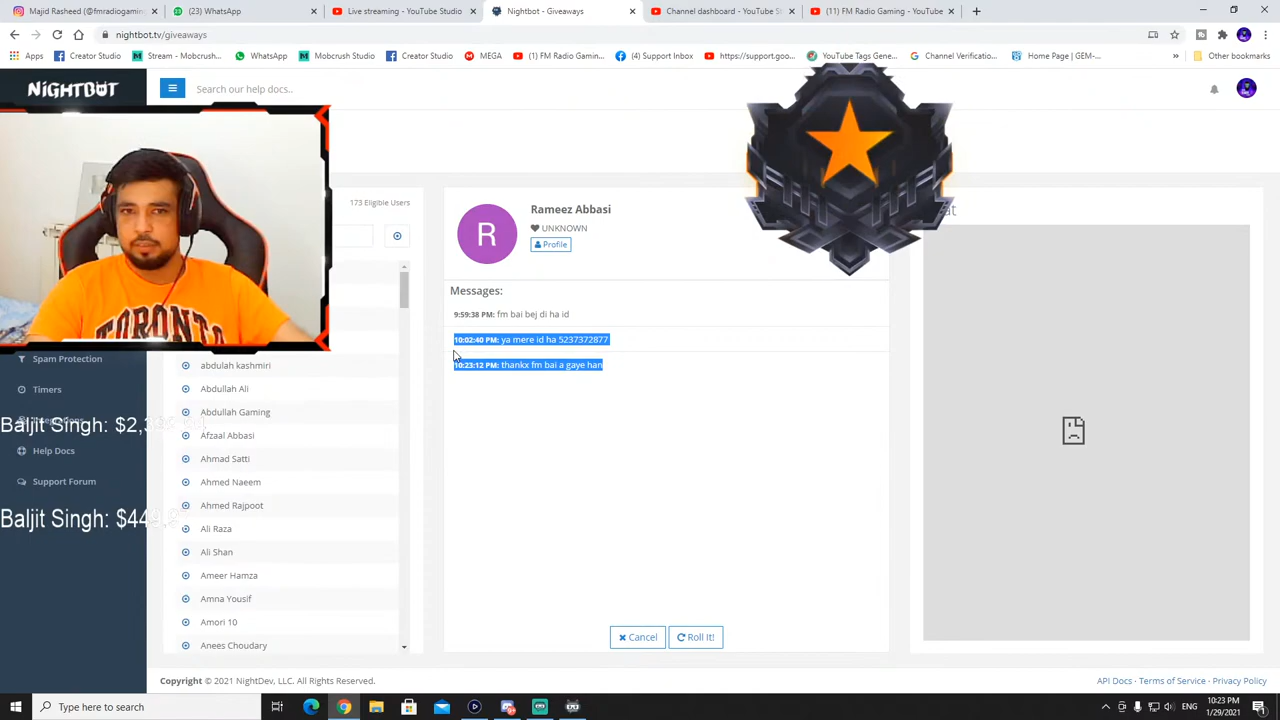 Majid Rasheed (@fmradiogamin
(23) WhatsApp
Live streaming - YouTube
Nightbot - Giveaways
Channel dashboard - YouTube St
(11) FM Radio Gaming - YouTube
nightbot.tv/giveaways
Apps
Creator Studio
Stream - Mobcrush
WhatsApp
Mobcrush Funding
Creator Studio
MEGA
(1) FM Radio Gamin...
(4) Support Inbox
https://support.goo...
YouTube Tags Gene...
Channel Verificatio...
Home Page | GEM-...
Other bookmarks
NIGHTBOT
Search our help docs..
173 Eligible Users
R
Rameez Abbasi
UNKNOWN
Profile
at
Messages:
9:59:38 PM: fm bai bej di ha id
10:02:40 PM: ya mere id ha 5237372877
10:23:12 PM: thankx fm bai a gaye han
TORONTO
Spam Protection
Timers
Help Docs
Support Forum
Baljit Singh: $2,3
Baljit Singh: $449.9
abdulah kashmiri
Abdullah Ali
Abdullah Gaming
Afzaal Abbasi
Ahmad Satti
Ahmed Naeem
Ahmed Rajpoot
Ali Raza
Ali Shan
Ameer Hamza
Amna Yousif
Amori 10
Anees Choudary
Cancel
Roll It!
Copyright © 2021 NightDev, LLC. All Rights Reserved.
API Docs · Terms of Service · Privacy Policy
Type here to search
10:23 PM
1/29/2021